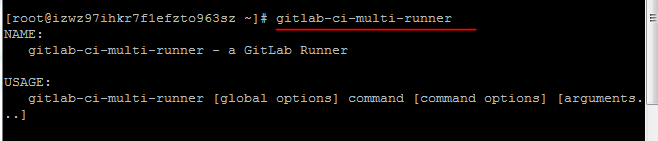 [root@izwz97ihkr7f1efzto963sz ~]# gitlab-ci-multi-runner
NAME:
   gitlab-ci-multi-runner - a GitLab Runner
USAGE:
   gitlab-ci-multi-runner [global options] command [command options] [arguments.
..]